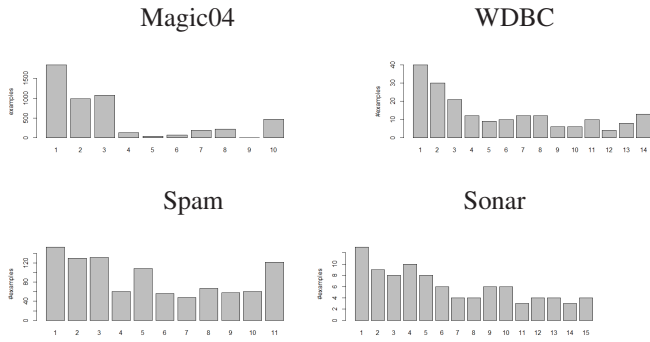 Magic04
WDBC
examples
0 500 1500
1 2 3 4 5 6 7 8 9 10
#examples
0 10 20 30 40
1 2 3 4 5 6 7 8 9 10 11 12 13 14
Spam
Sonar
#examples
0 40 80 120
1 2 3 4 5 6 7 8 9 10 11
#examples
0 2 4 6 8 10
1 2 3 4 5 6 7 8 9 10 11 12 13 14 15